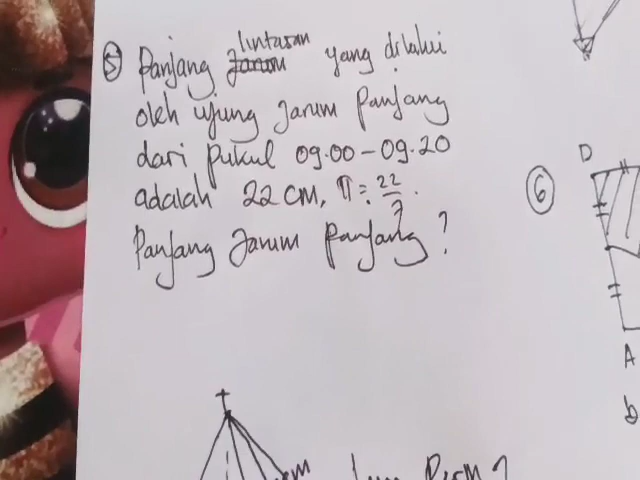 5 Panjang lintasan yang dilalui
oleh ujung Jarum Panjang
dari pukul 09.00 - 09.20
adalah 22 cm, π = 22/7.
Panjang Jarum Panjang?
6
D
A
b
T